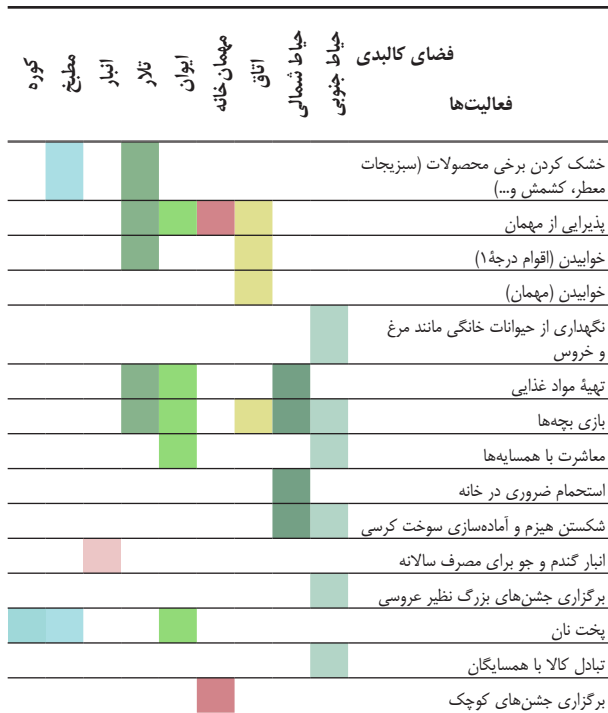 فضای کالبدی
حیاط جنوبی
حیاط شمالی
اتاق
مهمان‌خانه
ایوان
تلار
انبار
مطبخ
کوره
فعالیت‌ها
خشک کردن برخی محصولات (سبزیجات
معطر، کشمش و...)
پذیرایی از مهمان
خوابیدن (اقوام درجهٔ۱)
خوابیدن (مهمان)
نگهداری از حیوانات خانگی مانند مرغ
و خروس
تهیهٔ مواد غذایی
بازی بچه‌ها
معاشرت با همسایه‌ها
استحمام ضروری در خانه
شکستن هیزم و آماده‌سازی سوخت کرسی
انبار گندم و جو برای مصرف سالانه
برگزاری جشن‌های بزرگ نظیر عروسی
پخت نان
تبادل کالا با همسایگان
برگزاری جشن‌های کوچک